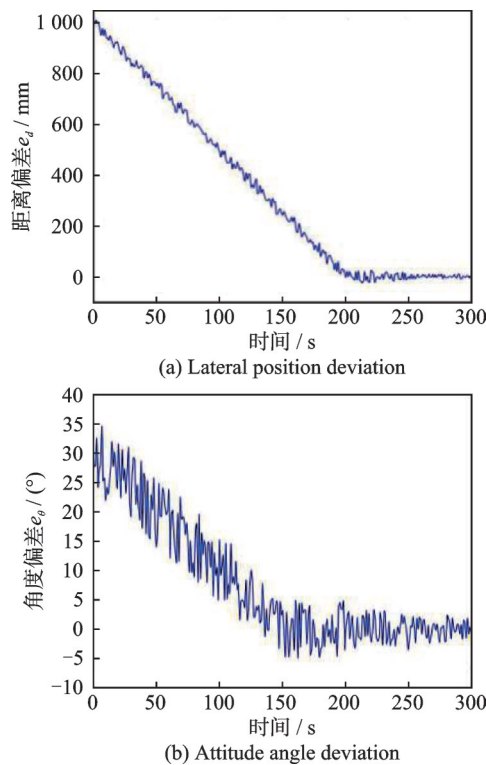 1 000
800
600
400
200
0
距离偏差e_d / mm
0 50 100 150 200 250 300
时间 / s
(a) Lateral position deviation
40
35
30
25
20
15
10
5
0
−5
−10
角度偏差e_θ / (°)
0 50 100 150 200 250 300
时间 / s
(b) Attitude angle deviation